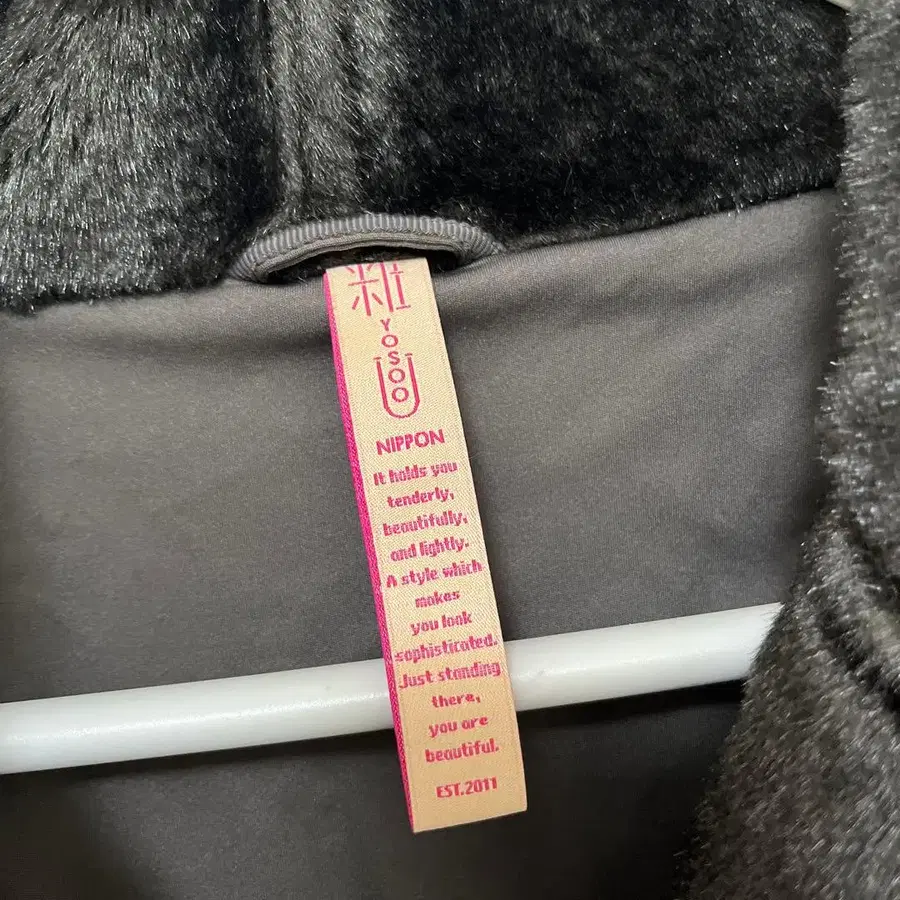 YOSOO
NIPPON
It holds you
tenderly,
beautifully,
and lightly.
A style which
makes
you look
sophisticated.
Just standing
there,
you are
beautiful.
EST.2011